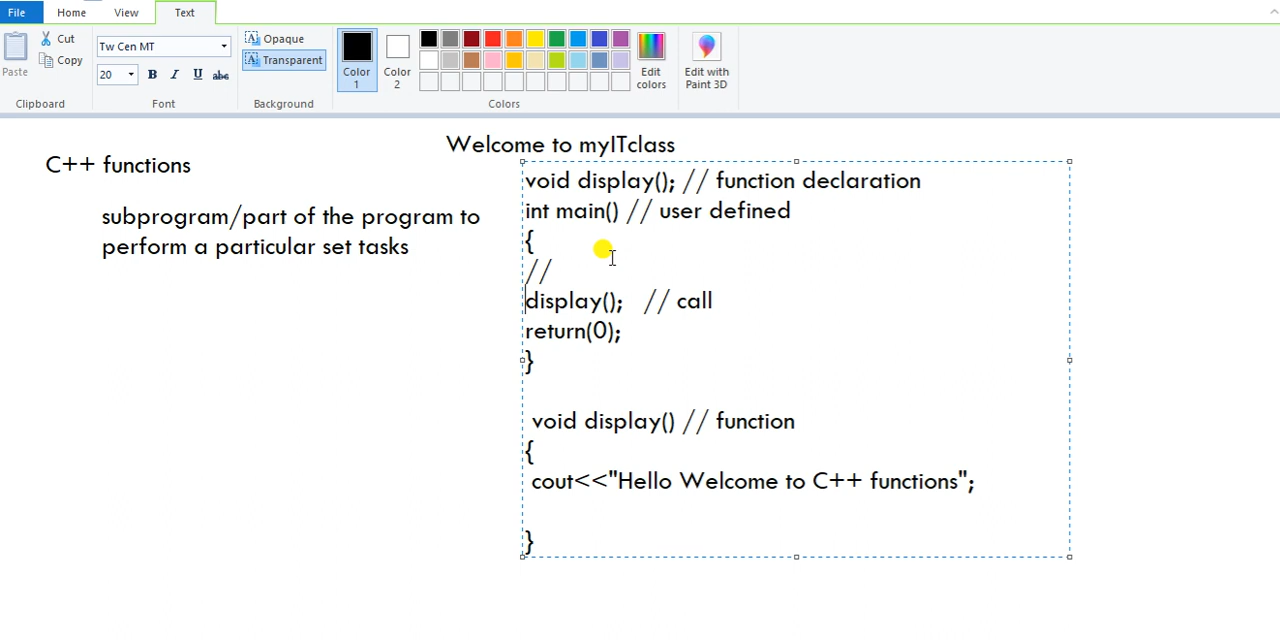 File Home View Text
Paste Cut Copy
Clipboard
Tw Cen MT
20 B I U abc
Font
Opaque
Transparent
Background
Color 1
Color 2
Colors
Edit colors
Edit with Paint 3D
Welcome to myITclass
C++ functions
subprogram/part of the program to
perform a particular set tasks
void display(); // function declaration
int main() // user defined
{
//
display();   // call
return(0);
}
void display() // function
{
cout<<"Hello Welcome to C++ functions";
}